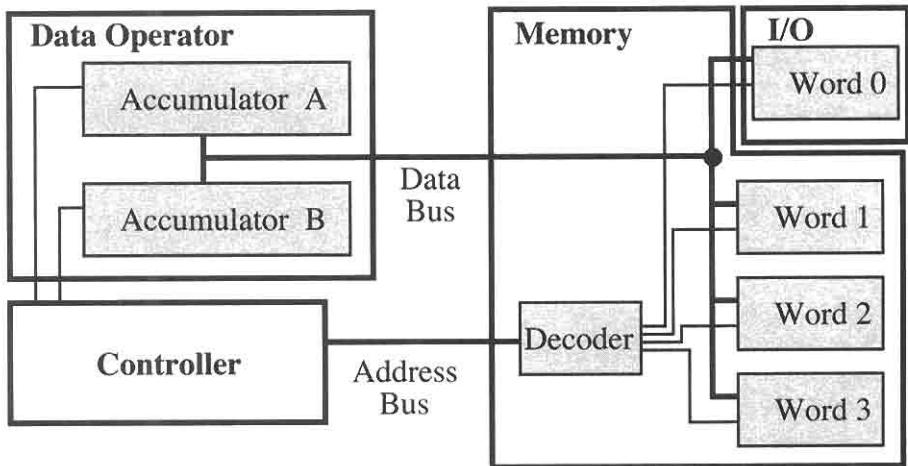 Data Operator
Accumulator A
Accumulator B
Controller
Data
Bus
Address
Bus
Memory
Decoder
I/O
Word 0
Word 1
Word 2
Word 3